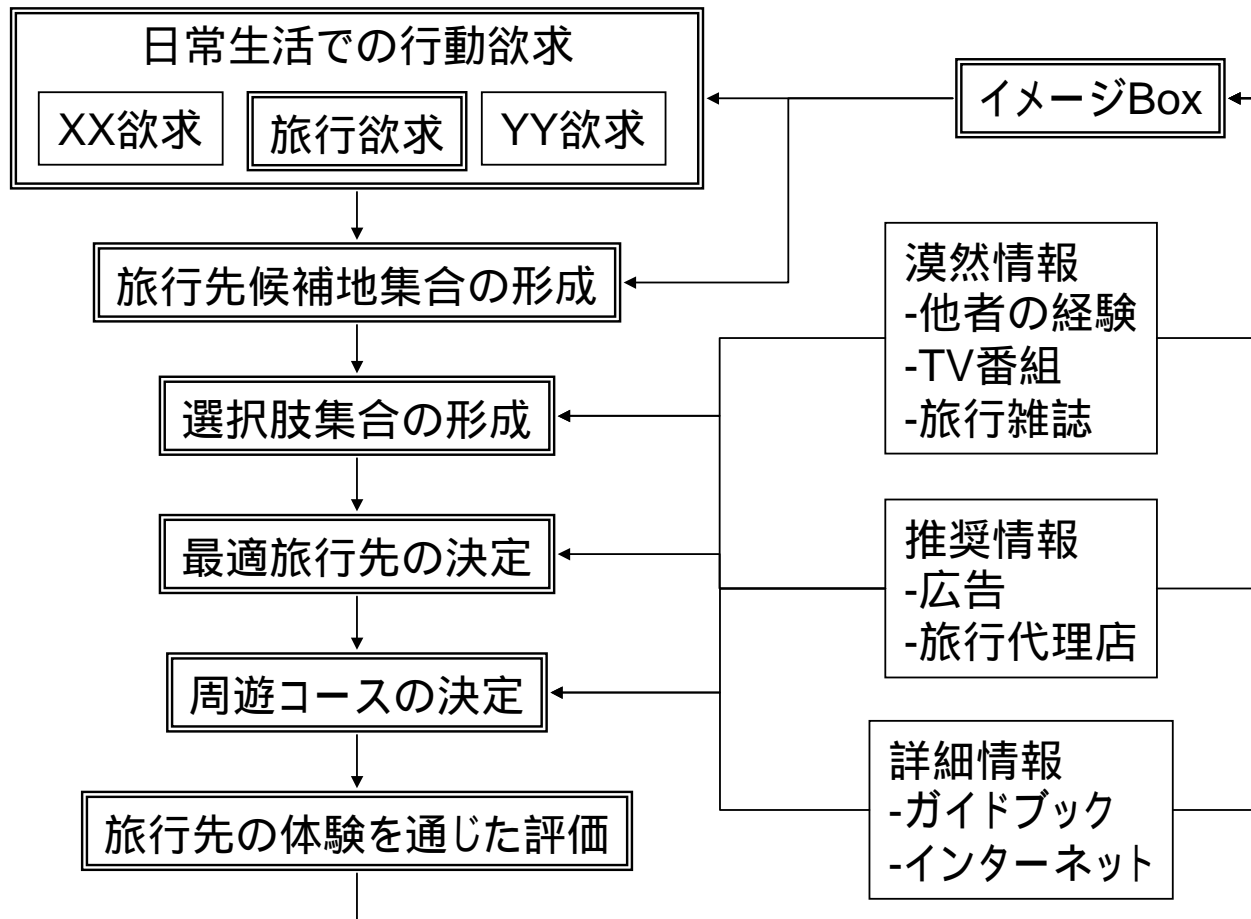 日常生活での行動欲求
XX欲求
旅行欲求
YY欲求
イメージBox
旅行先候補地集合の形成
選択肢集合の形成
最適旅行先の決定
周遊コースの決定
旅行先の体験を通じた評価
漠然情報
-他者の経験
-TV番組
-旅行雑誌
推奨情報
-広告
-旅行代理店
詳細情報
-ガイドブック
-インターネット